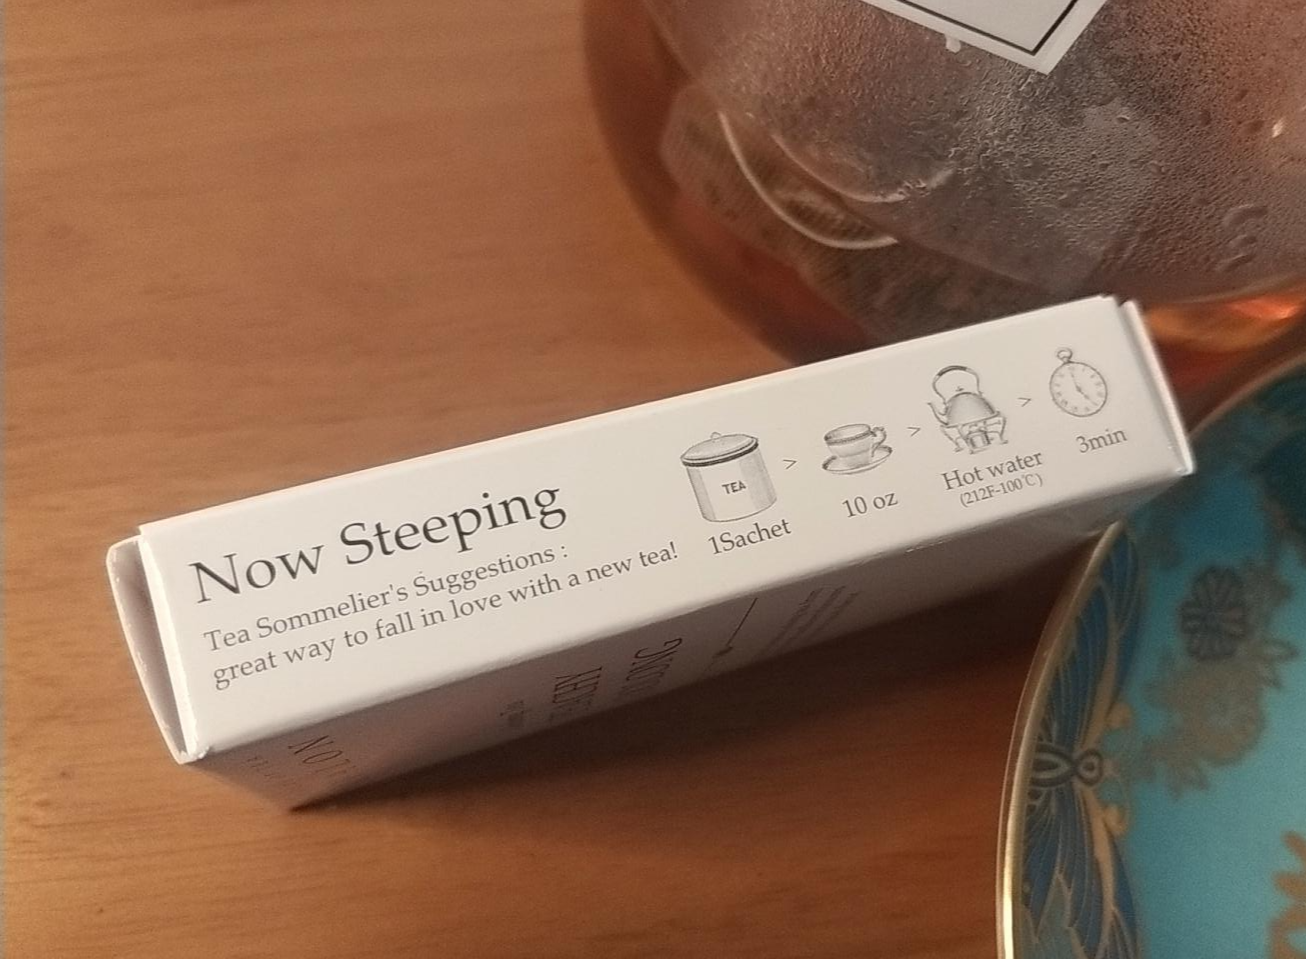 Now Steeping
Tea Sommelier's Suggestions :
great way to fall in love with a new tea!
TEA
>
>
>
1Sachet
10 oz
Hot water
(212F-100℃)
3min